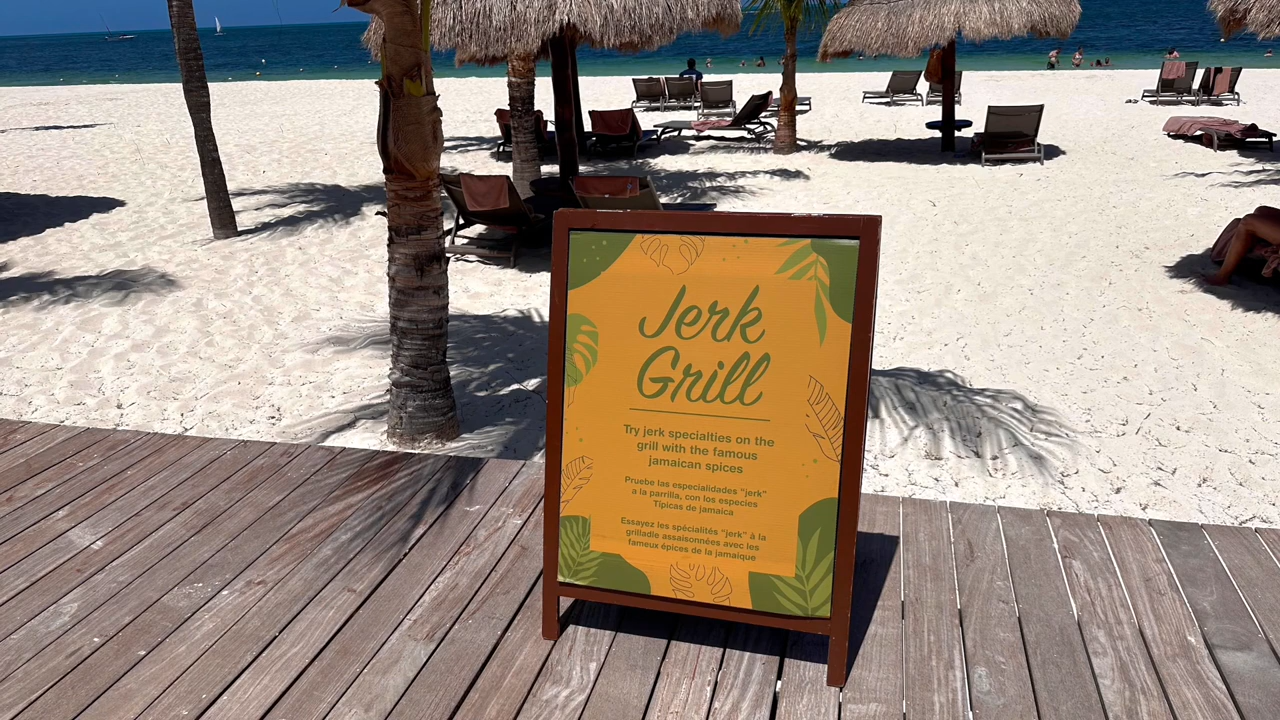 Jerk
Grill
Try jerk specialties on the
grill with the famous
jamaican spices
Pruebe las especialidades "jerk"
a la parrilla, con los especies
Típicas de jamaica
Essayez les spécialités "jerk" à la
grilladle assaisonnées avec les
fameux épices de la jamaique